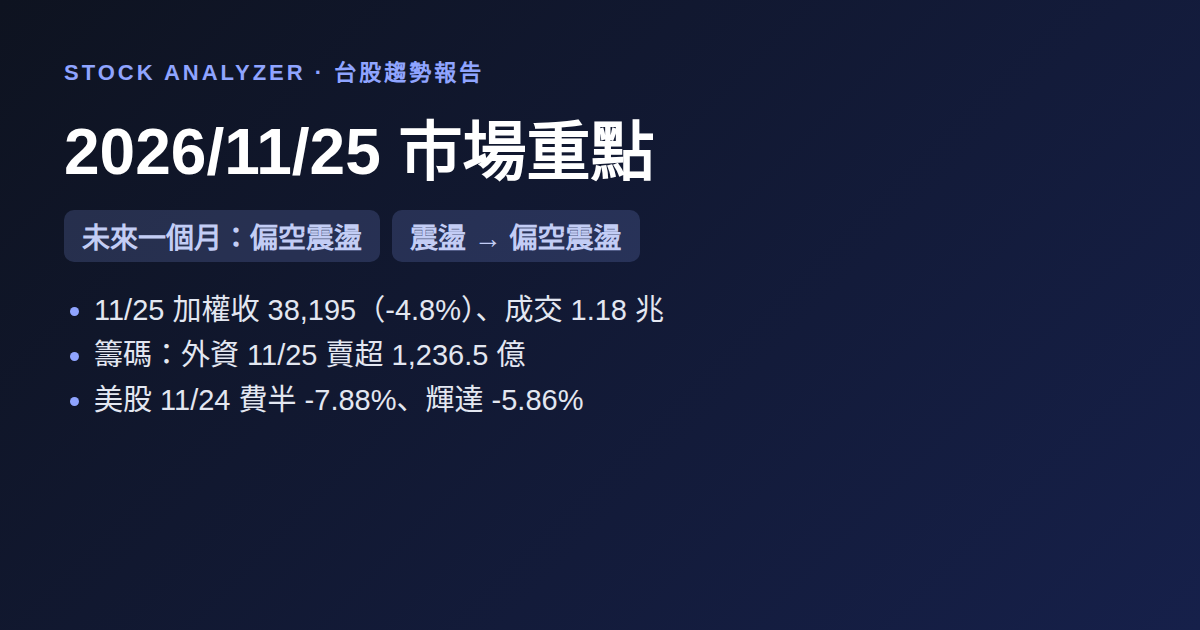 STOCK ANALYZER · 台股趨勢報告
2026/11/25 市場重點
未來一個月：偏空震盪 震盪 → 偏空震盪
11/25 加權收 38,195（-4.8%）、成交 1.18 兆
籌碼：外資 11/25 賣超 1,236.5 億
美股 11/24 費半 -7.88%、輝達 -5.86%